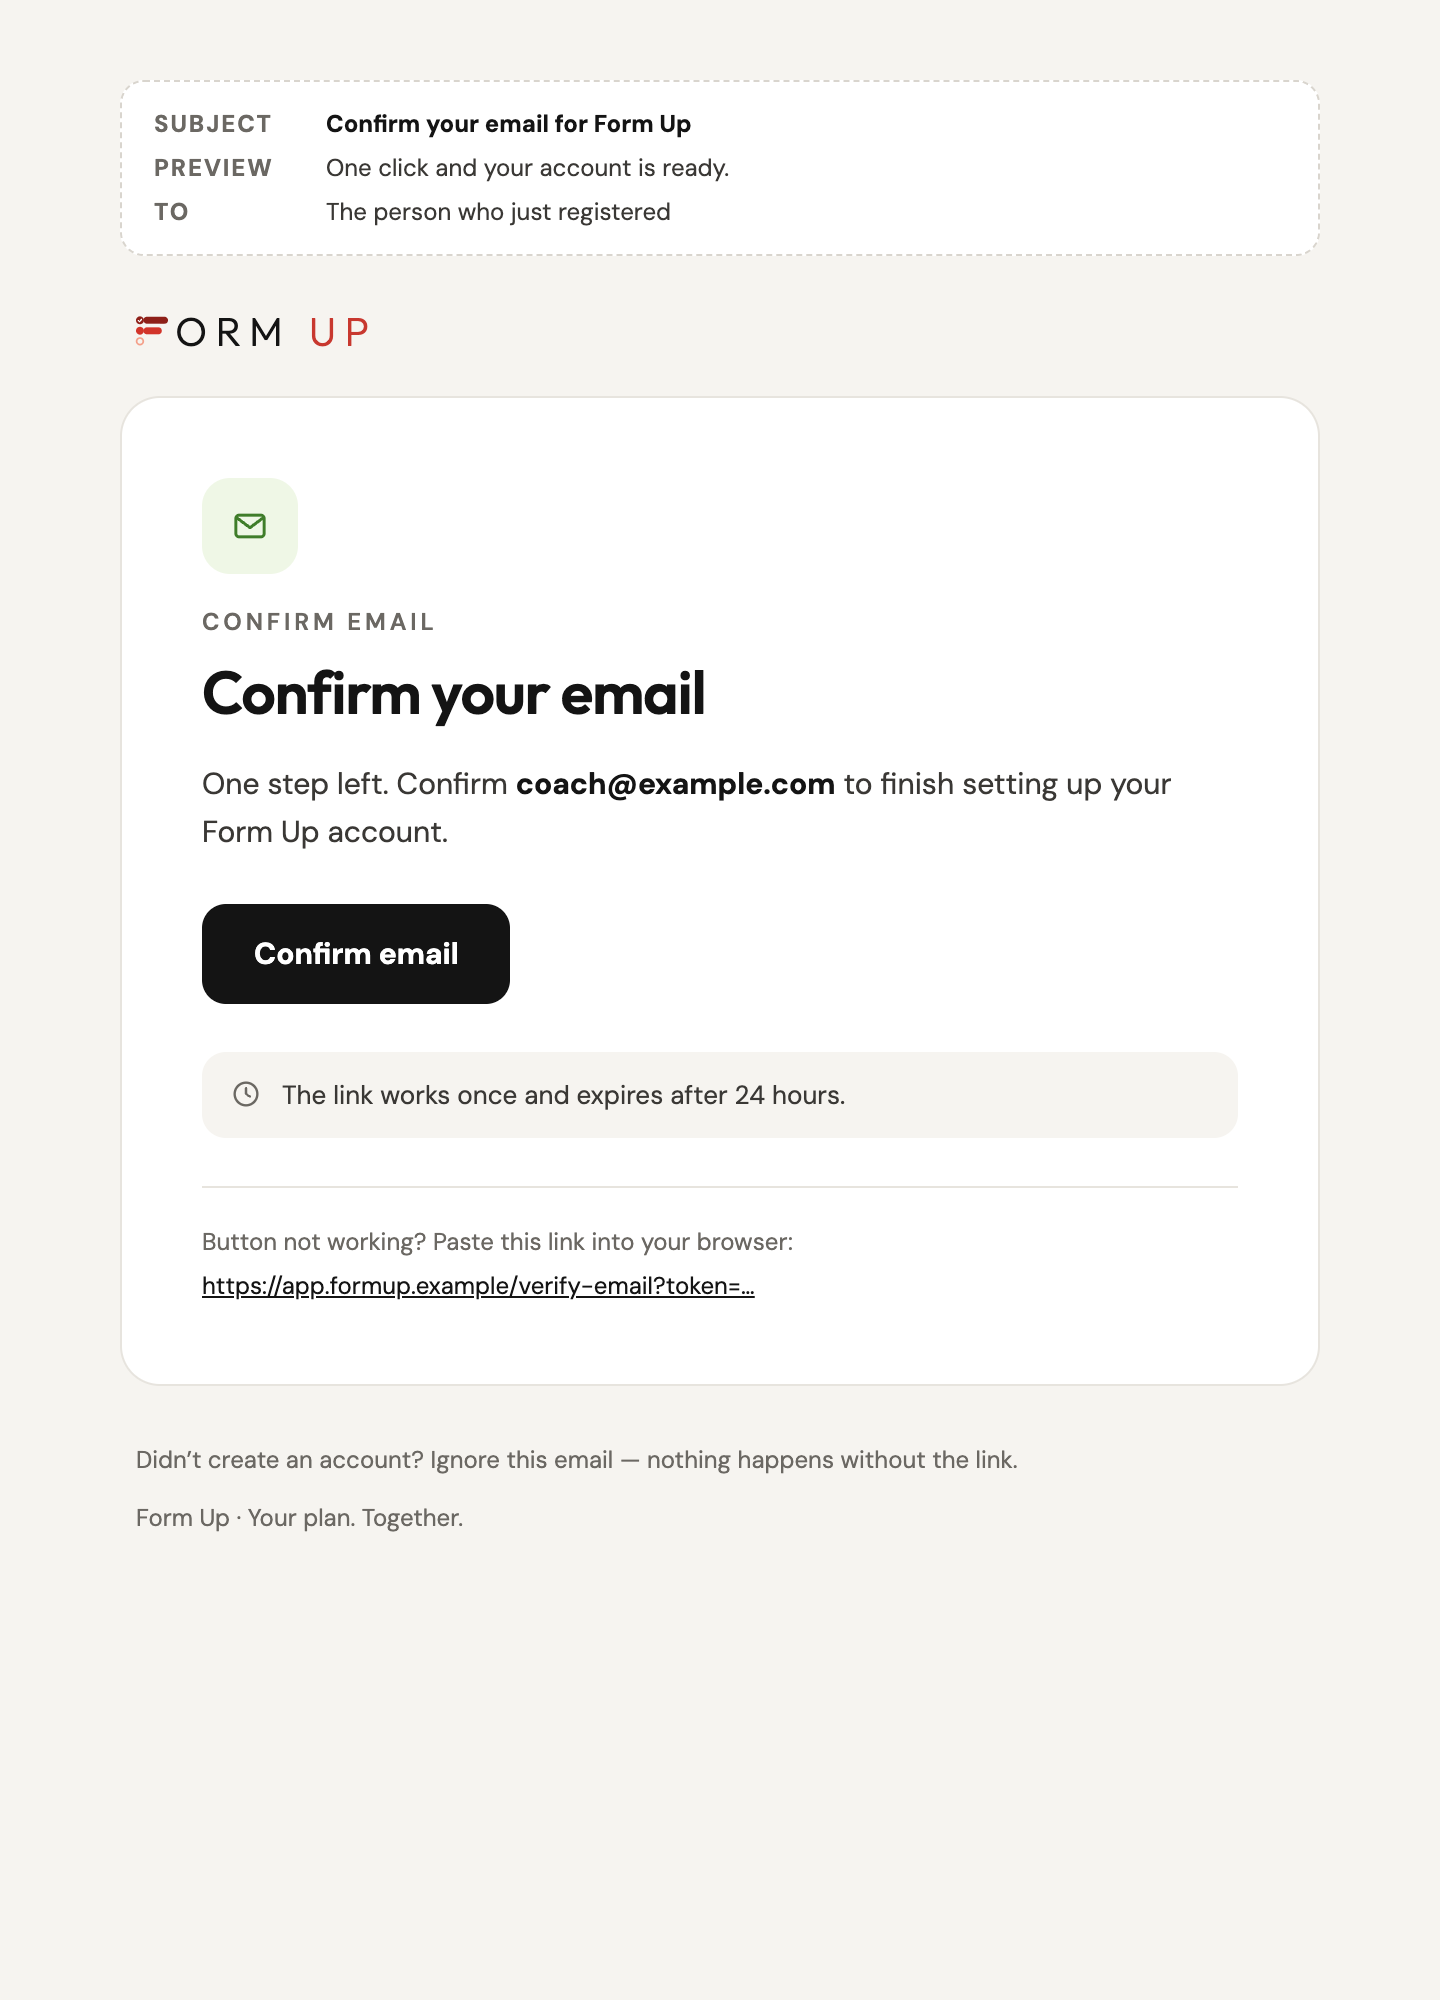 SUBJECT Confirm your email for Form Up
PREVIEW One click and your account is ready.
TO The person who just registered
FORM UP
CONFIRM EMAIL
Confirm your email
One step left. Confirm coach@example.com to finish setting up your
Form Up account.
Confirm email
The link works once and expires after 24 hours.
Button not working? Paste this link into your browser:
https://app.formup.example/verify-email?token=…
Didn’t create an account? Ignore this email — nothing happens without the link.
Form Up · Your plan. Together.